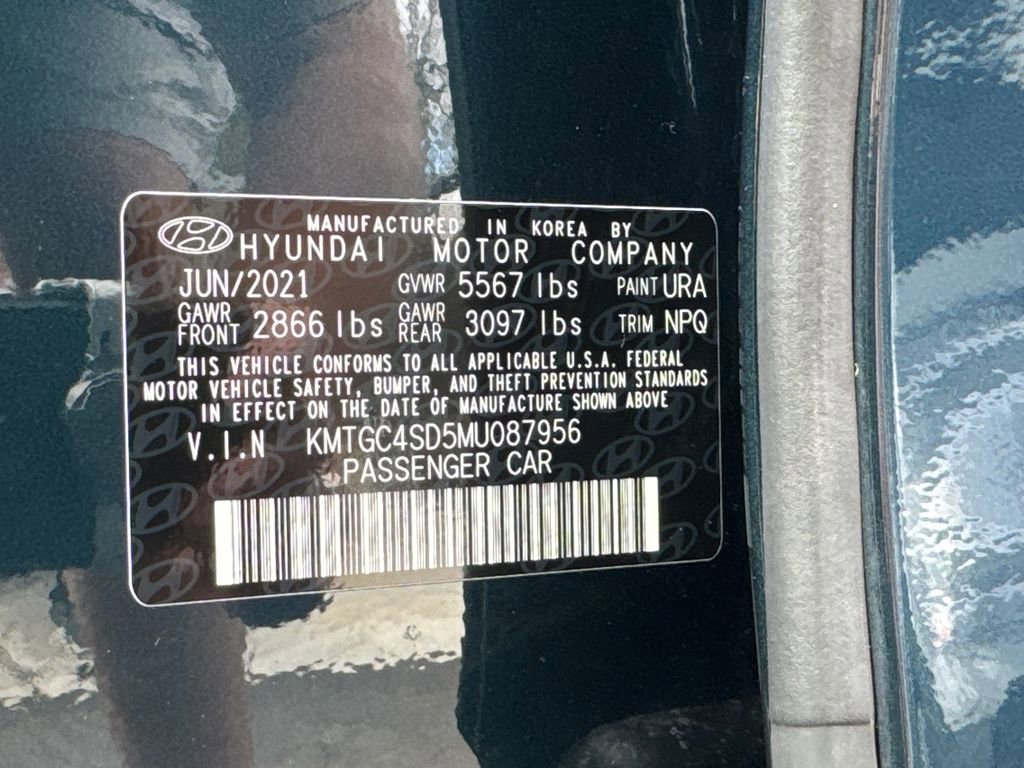 MANUFACTURED IN KOREA BY
HYUNDAI MOTOR COMPANY
JUN/2021 GVWR 5567 lbs PAINT URA
GAWR FRONT 2866 lbs GAWR REAR 3097 lbs TRIM NPQ
THIS VEHICLE CONFORMS TO ALL APPLICABLE U.S.A. FEDERAL
MOTOR VEHICLE SAFETY, BUMPER, AND THEFT PREVENTION STANDARDS
IN EFFECT ON THE DATE OF MANUFACTURE SHOWN ABOVE
V.I.N KMTGC4SD5MU087956
PASSENGER CAR